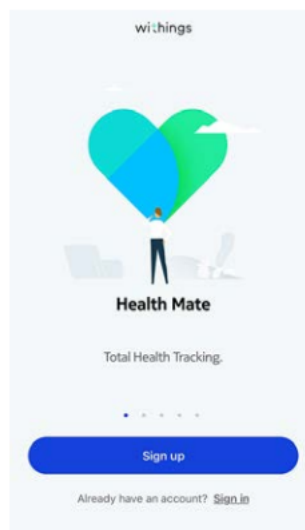 withings
Health Mate
Total Health Tracking.
Sign up
Already have an account? Sign in